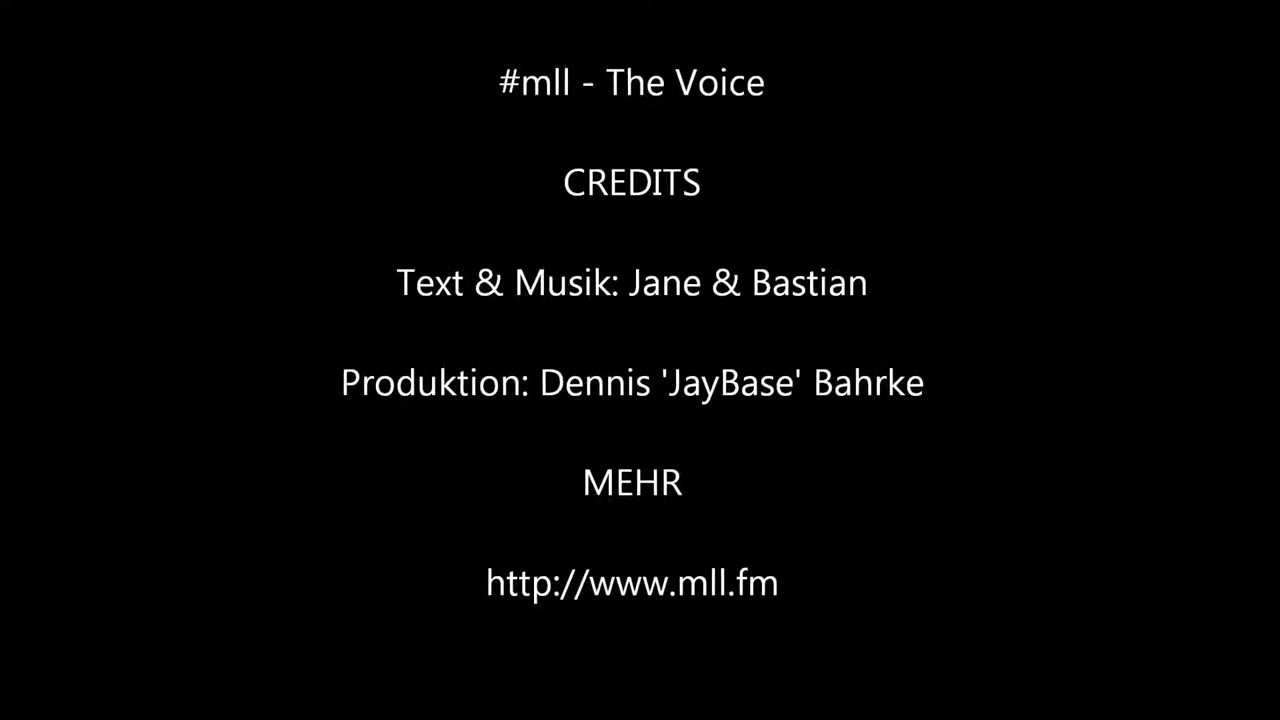 #mll - The Voice
CREDITS
Text & Musik: Jane & Bastian
Produktion: Dennis 'JayBase' Bahrke
MEHR
http://www.mll.fm